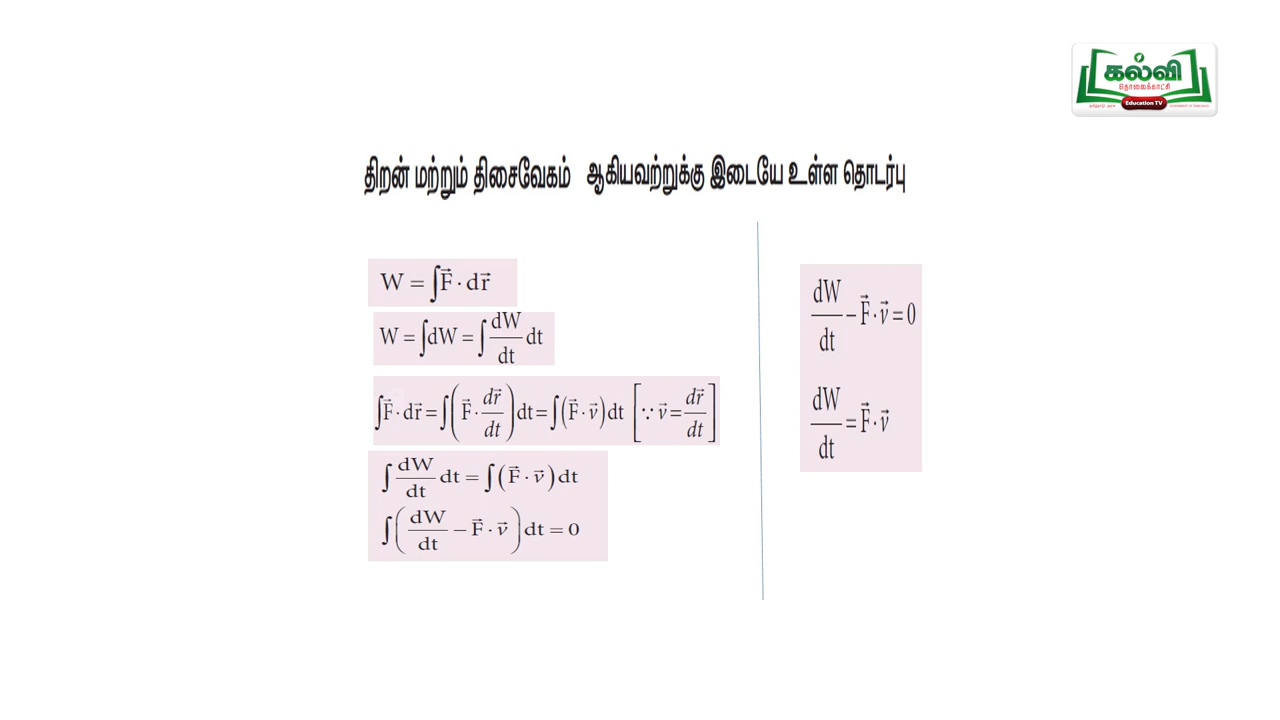 கல்வி
தொலைக்காட்சி
Education TV
திறன் மற்றும் திசைவேகம் ஆகியவற்றுக்கு இடையே உள்ள தொடர்பு
W = ∫F⃗ · dr⃗
W = ∫dW = ∫ dW/dt dt
∫F⃗ · dr⃗ = ∫(F⃗ · dr⃗/dt) dt = ∫(F⃗ · v⃗) dt [∵ v⃗ = dr⃗/dt]
∫ dW/dt dt = ∫(F⃗ · v⃗) dt
∫(dW/dt − F⃗ · v⃗) dt = 0
dW/dt − F⃗ · v⃗ = 0
dW/dt = F⃗ · v⃗